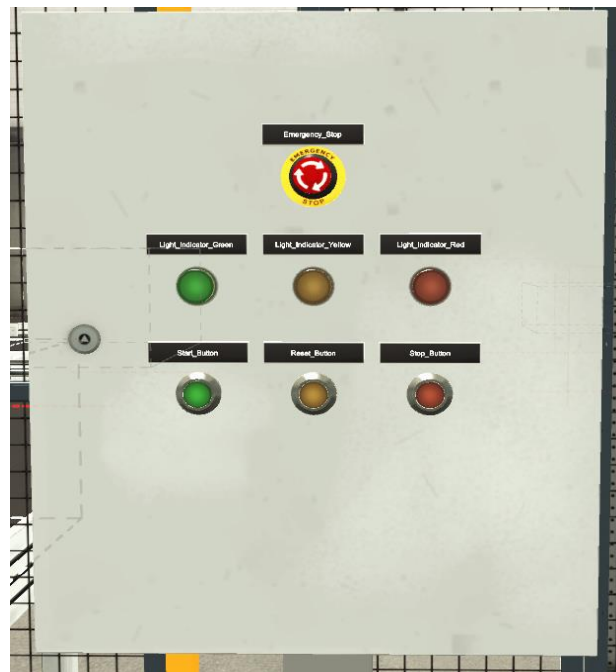 Emergency_Stop
EMERGENCY
STOP
Light_Indicator_Green
Light_Indicator_Yellow
Light_Indicator_Red
Start_Button
Reset_Button
Stop_Button